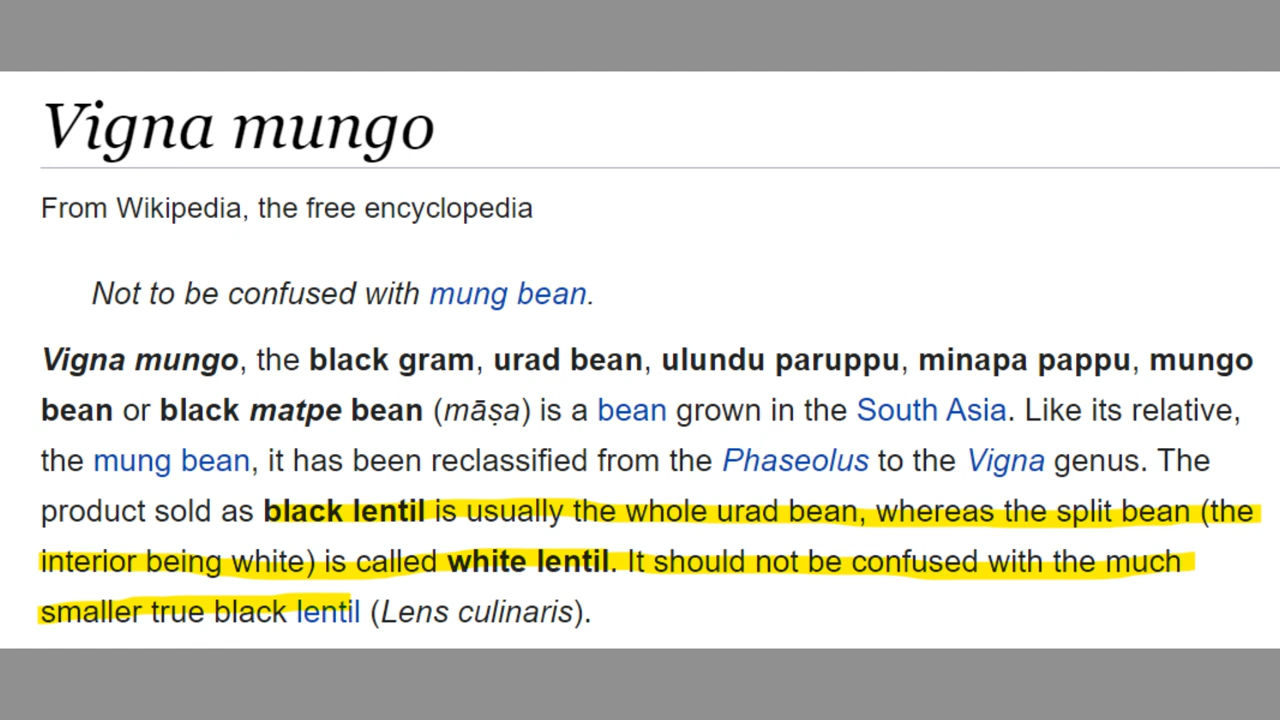 Vigna mungo
From Wikipedia, the free encyclopedia
Not to be confused with mung bean.
Vigna mungo, the black gram, urad bean, ulundu paruppu, minapa pappu, mungo
bean or black matpe bean (māṣa) is a bean grown in the South Asia. Like its relative,
the mung bean, it has been reclassified from the Phaseolus to the Vigna genus. The
product sold as black lentil is usually the whole urad bean, whereas the split bean (the
interior being white) is called white lentil. It should not be confused with the much
smaller true black lentil (Lens culinaris).